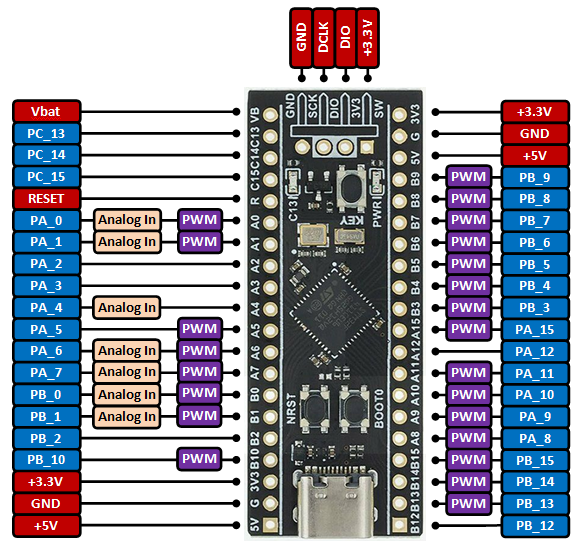 GND DCLK DIO +3.3 V
GND SCK DIO 3V3 SW
Vbat VB 3V3 +3.3V
PC_13 C13 G GND
PC_14 C14 5V +5V
PC_15 C15 B9 PWM PB_9
RESET R B8 PWM PB_8
C13 KEY PWR
PA_0 Analog In PWM A0 B7 PWM PB_7
PA_1 Analog In PWM A1 B6 PWM PB_6
PA_2 A2 B5 PWM PB_5
PA_3 A3 B4 PWM PB_4
PA_4 Analog In A4 B3 PWM PB_3
PA_5 PWM A5 A15 PWM PA_15
PA_6 Analog In PWM A6 A12 PA_12
PA_7 Analog In PWM A7 A11 PWM PA_11
PB_0 Analog In PWM B0 A10 PWM PA_10
NRST BOOT0
PB_1 Analog In PWM B1 A9 PWM PA_9
PB_2 B2 A8 PWM PA_8
PB_10 PWM B10 B15 PWM PB_15
+3.3V 3V3 B14 PWM PB_14
GND G B13 PWM PB_13
+5V 5V B12 PB_12